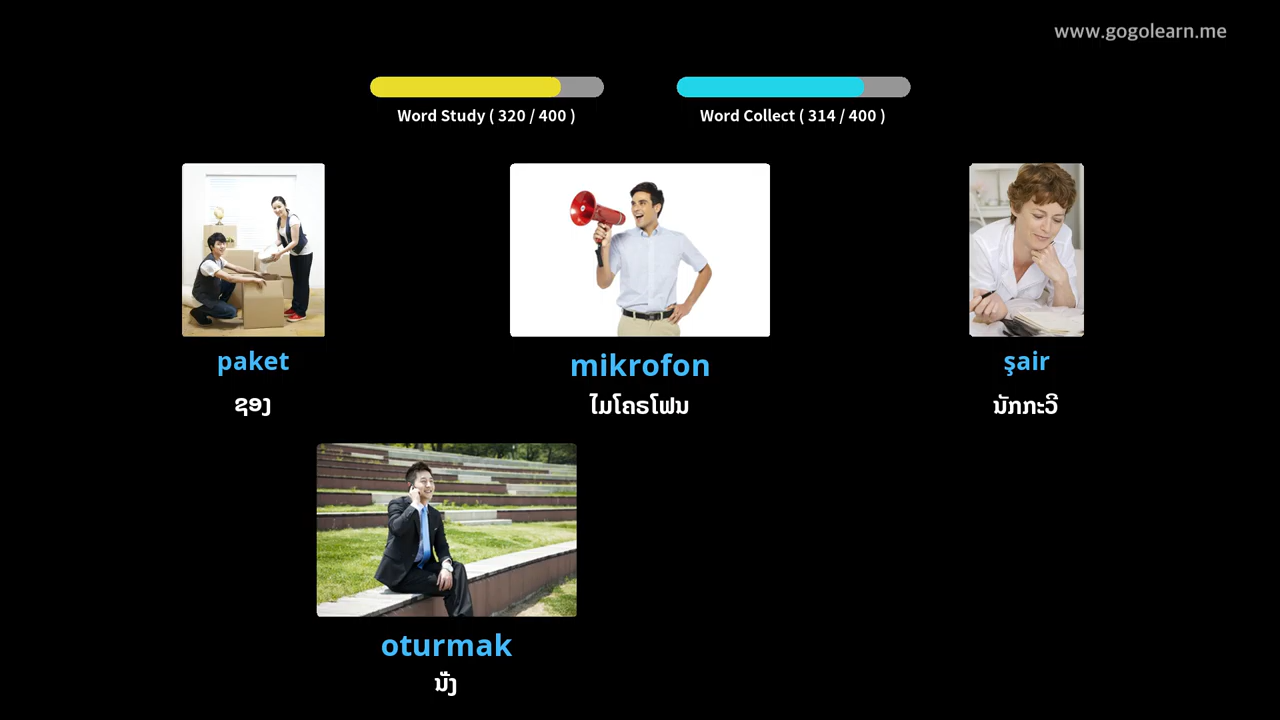 www.gogolearn.me
Word Study ( 320 / 400 )
Word Collect ( 314 / 400 )
paket
ຊອງ
mikrofon
ໄມໂຄຣໂຟນ
şair
ນັກກະວີ
oturmak
ນັ່ງ